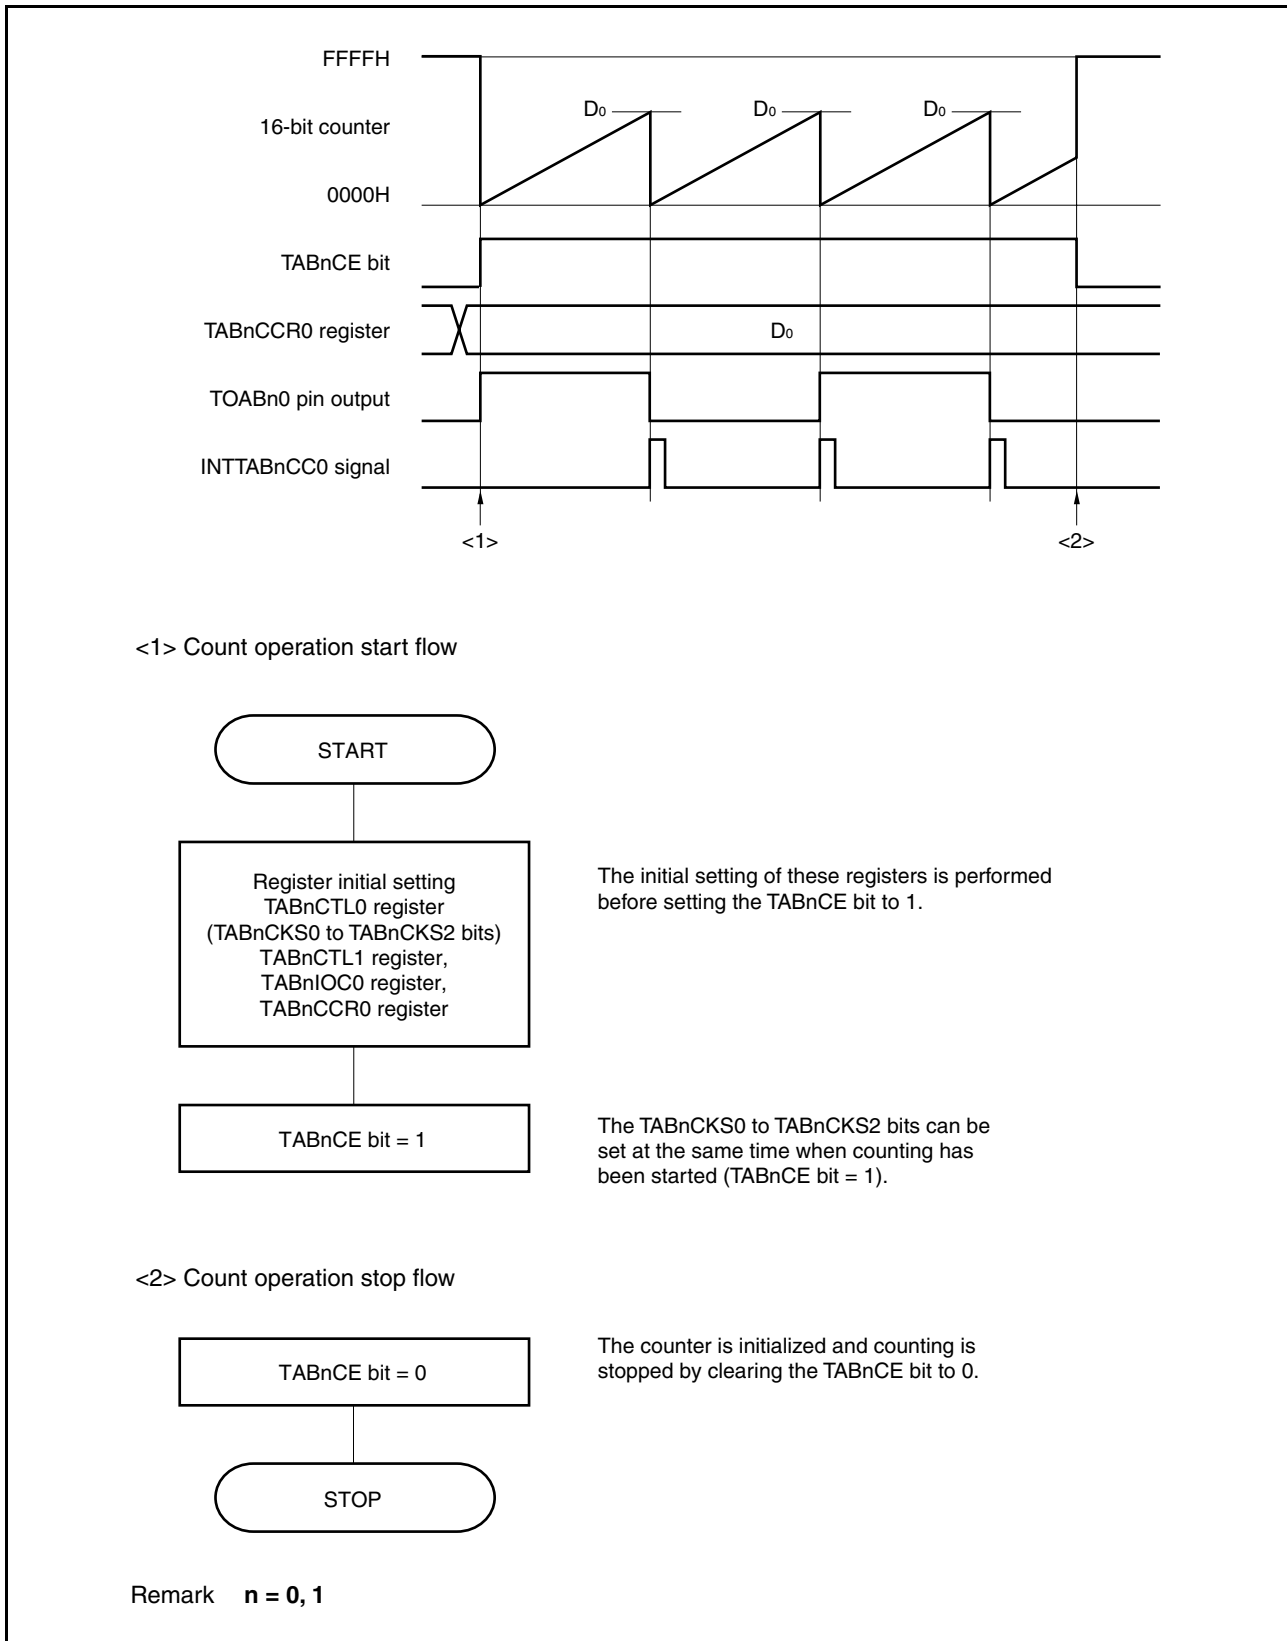 FFFFH
D0 D0 D0
16-bit counter
0000H
TABnCE bit
TABnCCR0 register
D0
TOABn0 pin output
INTTABnCC0 signal
<1> <2>
<1> Count operation start flow
START
Register initial setting
TABnCTL0 register
(TABnCKS0 to TABnCKS2 bits)
TABnCTL1 register,
TABnIOC0 register,
TABnCCR0 register
The initial setting of these registers is performed
before setting the TABnCE bit to 1.
TABnCE bit = 1
The TABnCKS0 to TABnCKS2 bits can be
set at the same time when counting has
been started (TABnCE bit = 1).
<2> Count operation stop flow
TABnCE bit = 0
The counter is initialized and counting is
stopped by clearing the TABnCE bit to 0.
STOP
Remark n = 0, 1